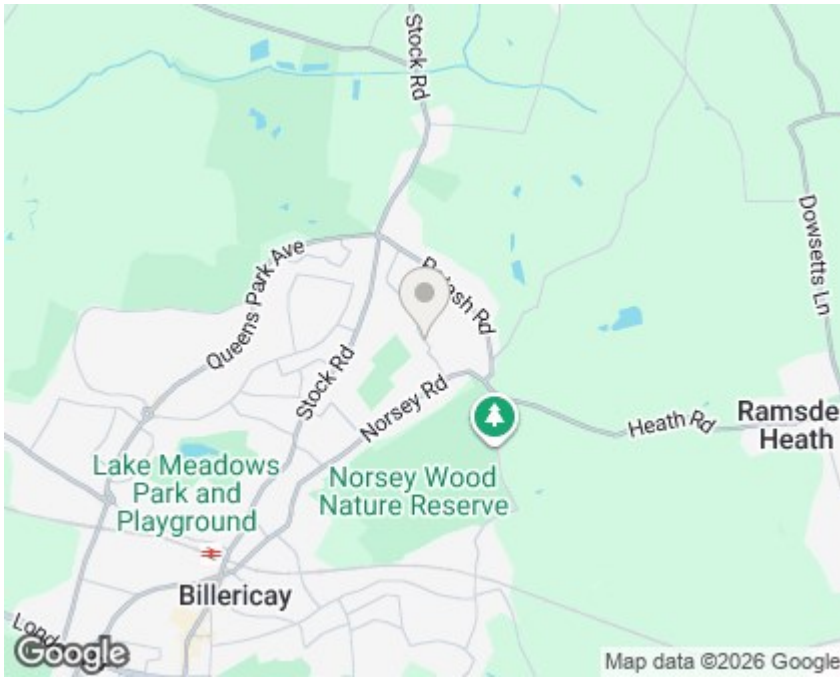 Stock Rd
Dowsetts Ln
Queens Park Ave
Rd
Stock Rd
Norsey Rd
Heath Rd
Heath
Lake Meadows
Park and
Playground
Norsey Wood
Nature Reserve
Billericay
Google
Map data ©2026 Google